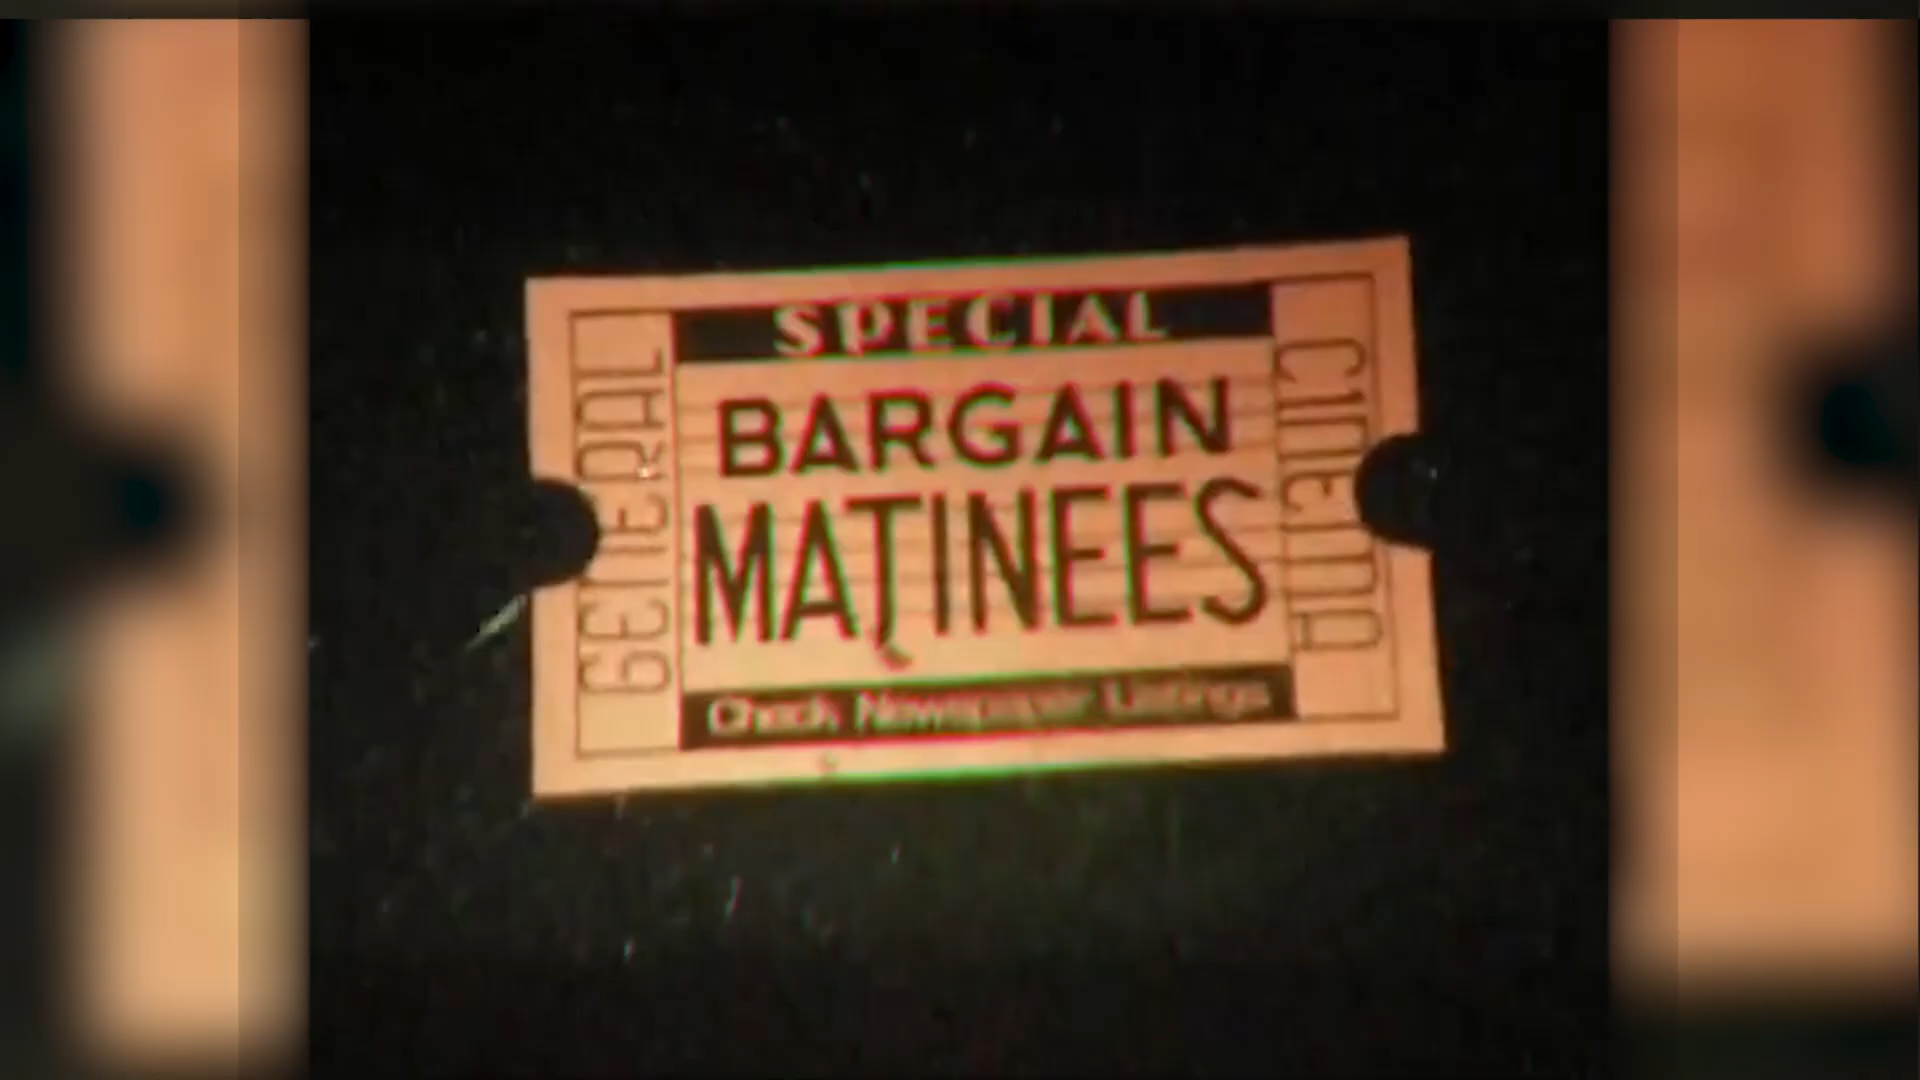 SPECIAL
GENERAL
BARGAIN
MATINEES
CINEMA
Check Newspaper Listings